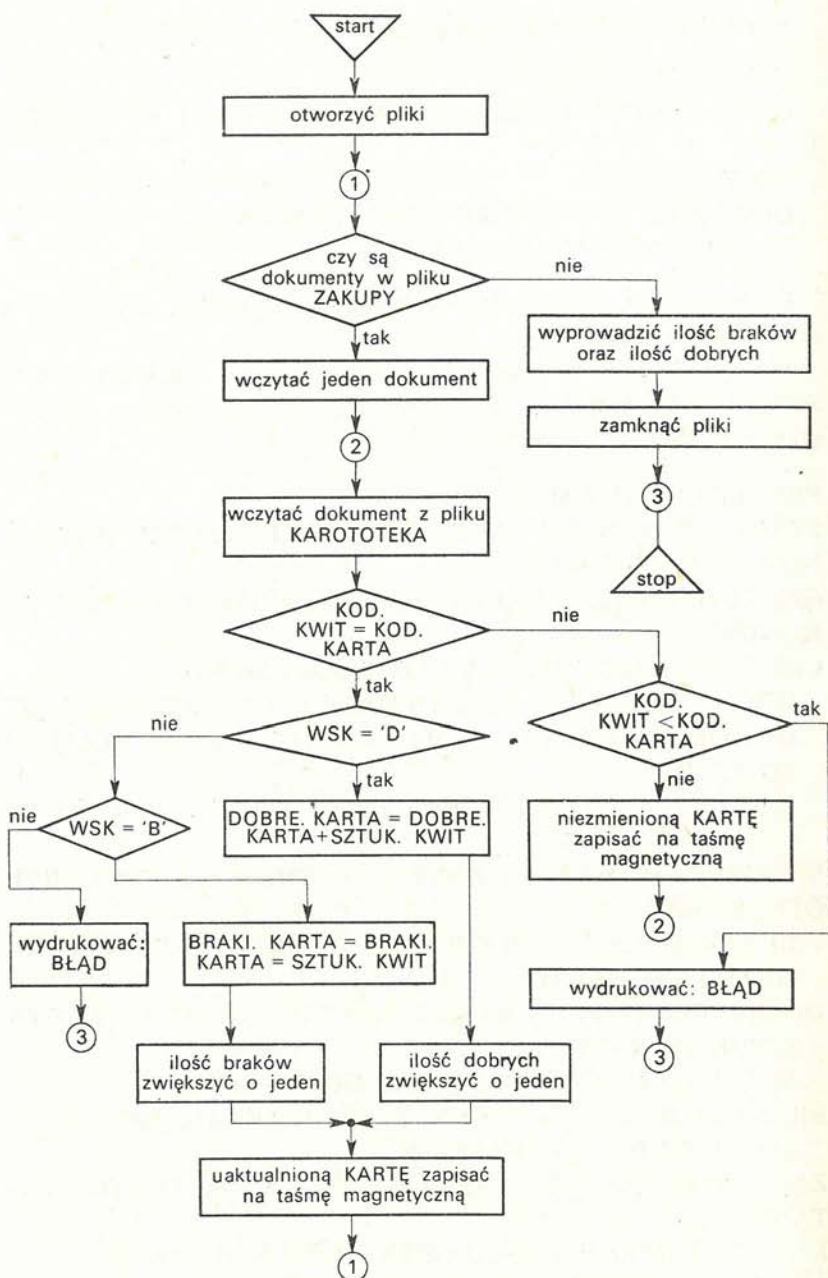 start
otworzyć pliki
1
czy są
dokumenty w pliku
ZAKUPY
nie
tak
wyprowadzić ilość braków
oraz ilość dobrych
wczytać jeden dokument
zamknąć pliki
2
3
wczytać dokument z pliku
KAROTOTEKA
stop
KOD.
KWIT = KOD.
KARTA
nie
tak
KOD.
KWIT < KOD.
KARTA
tak
nie
nie
WSK = 'D'
tak
nie
WSK = 'B'
DOBRE. KARTA = DOBRE.
KARTA+SZTUK. KWIT
niezmienioną KARTĘ
zapisać na taśmę
magnetyczną
2
wydrukować:
BŁĄD
BRAKI. KARTA = BRAKI.
KARTA = SZTUK. KWIT
wydrukować: BŁĄD
3
3
ilość braków
zwiększyć o jeden
ilość dobrych
zwiększyć o jeden
uaktualnioną KARTĘ zapisać
na taśmę magnetyczną
1